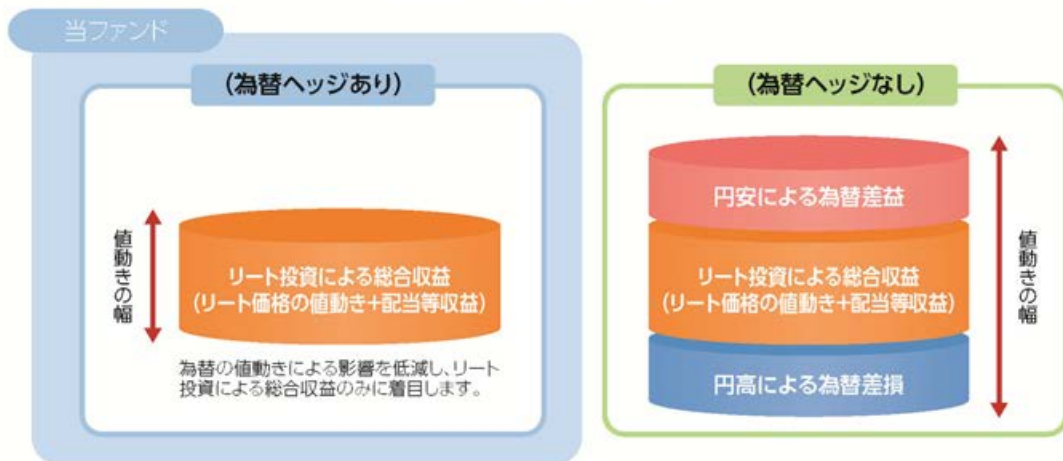 当ファンド
(為替ヘッジあり)
値動きの幅
リート投資による総合収益
(リート価格の値動き+配当等収益)
為替の値動きによる影響を低減し、リート
投資による総合収益のみに着目します。
(為替ヘッジなし)
円安による為替差益
リート投資による総合収益
(リート価格の値動き+配当等収益)
円高による為替差損
値動きの幅